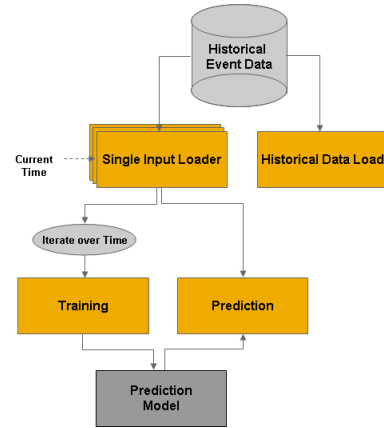 Historical
Event Data
Current
Time
Single Input Loader
Historical Data Load
Iterate over Time
Training
Prediction
Prediction
Model